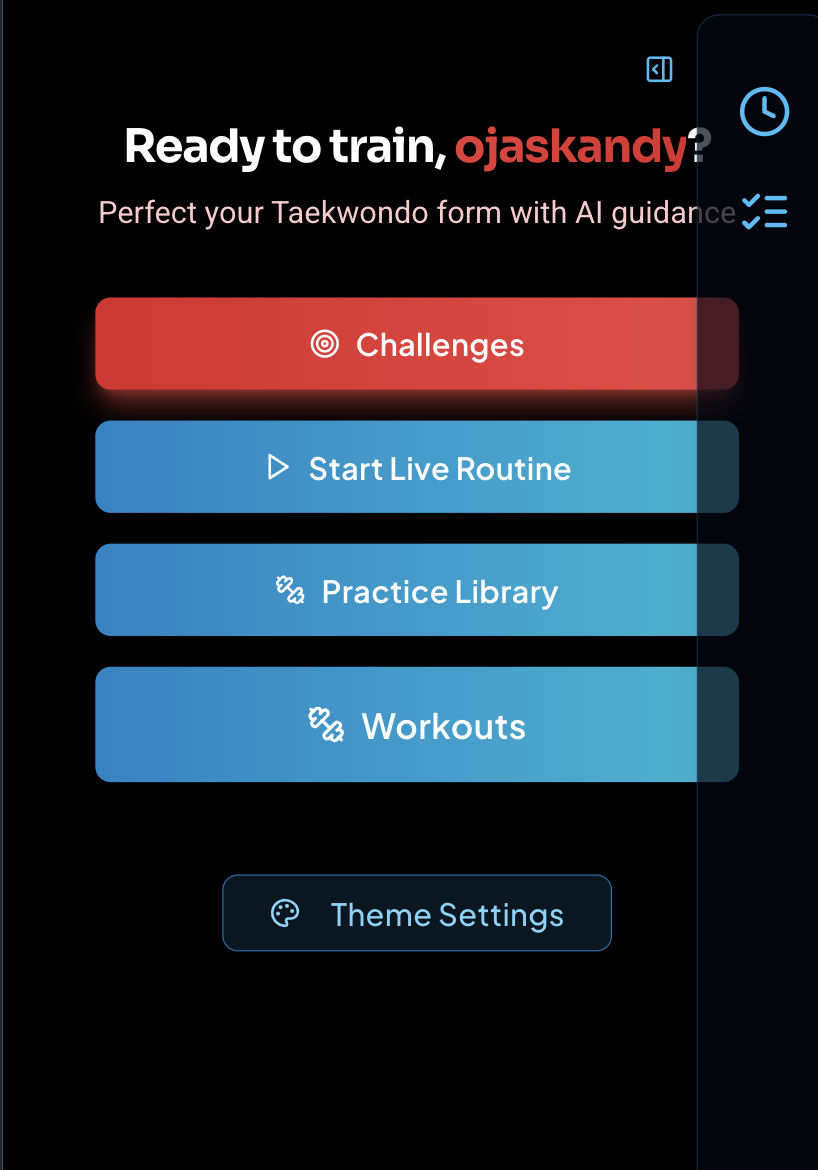 Ready to train, ojaskandy?
Perfect your Taekwondo form with AI guidance
Challenges
Start Live Routine
Practice Library
Workouts
Theme Settings